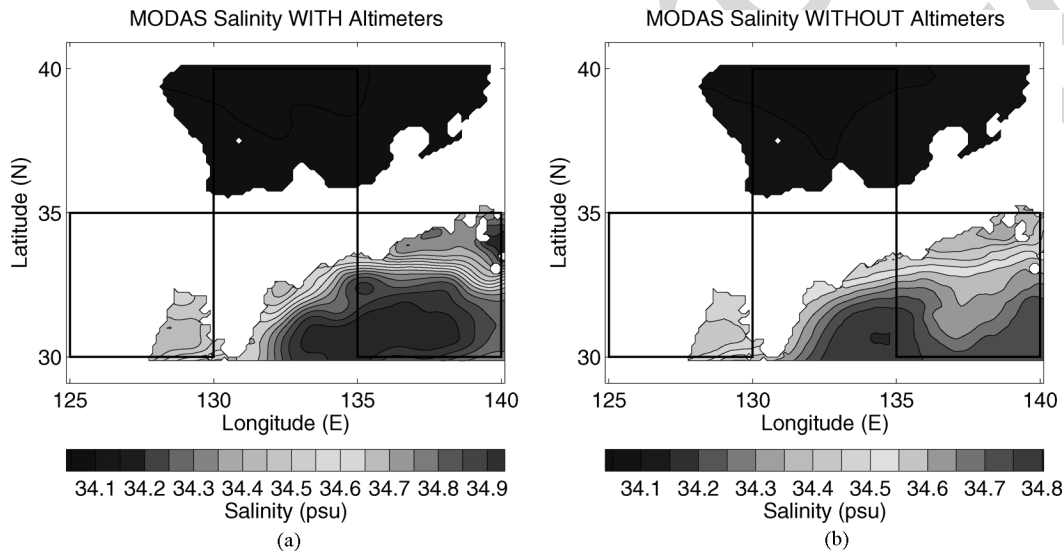 MODAS Salinity WITH Altimeters
40
35
30
Latitude (N)
125 130 135 140
Longitude (E)
34.1 34.2 34.3 34.4 34.5 34.6 34.7 34.8 34.9
Salinity (psu)
(a)
MODAS Salinity WITHOUT Altimeters
40
35
30
Latitude (N)
125 130 135 140
Longitude (E)
34.1 34.2 34.3 34.4 34.5 34.6 34.7 34.8
Salinity (psu)
(b)